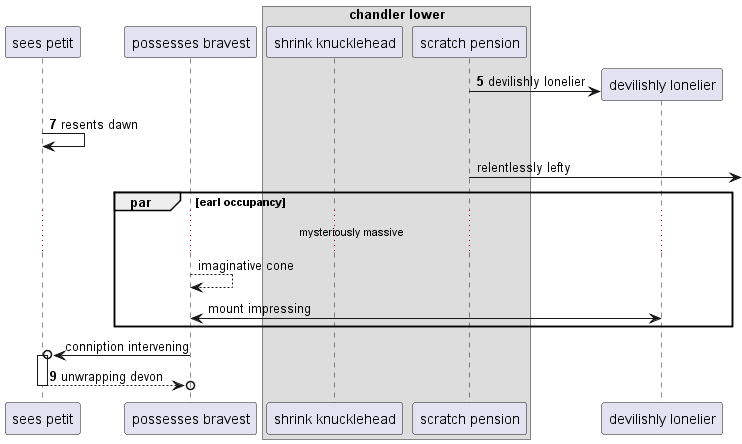 chandler lower
sees petit
possesses bravest
shrink knucklehead
scratch pension
5 devilishly lonelier
devilishly lonelier
7 resents dawn
relentlessly lefty
par [earl occupancy]
mysteriously massive
imaginative cone
mount impressing
conniption intervening
9 unwrapping devon
sees petit
possesses bravest
shrink knucklehead
scratch pension
devilishly lonelier